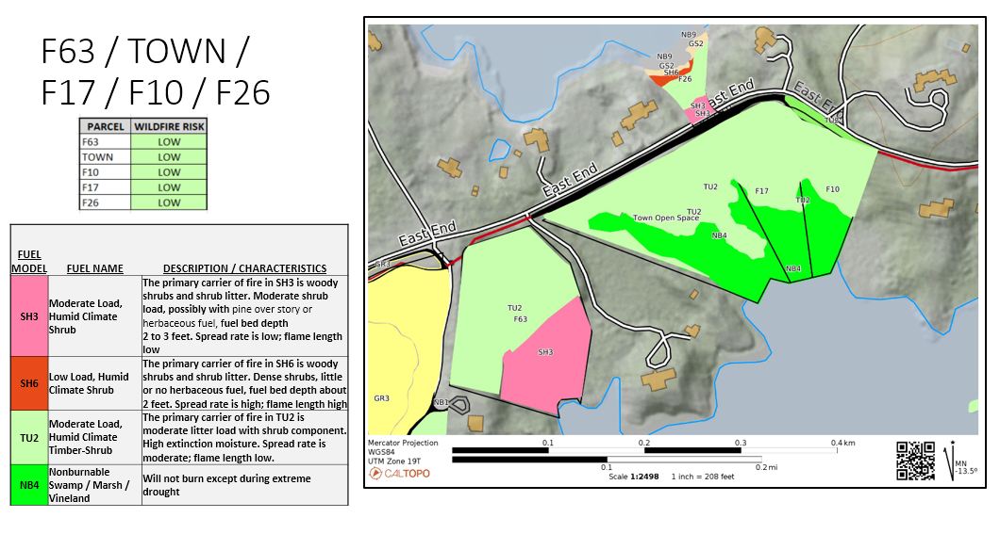 F63 / TOWN /
F17 / F10 / F26
PARCEL WILDFIRE RISK
F63 LOW
TOWN LOW
F10 LOW
F17 LOW
F26 LOW
FUEL MODEL FUEL NAME DESCRIPTION / CHARACTERISTICS
SH3
Moderate Load,
Humid Climate
Shrub
The primary carrier of fire in SH3 is woody
shrubs and shrub litter. Moderate shrub
load, possibly with pine over story or
herbaceous fuel, fuel bed depth
2 to 3 feet. Spread rate is low; flame length
low
SH6
Low Load, Humid
Climate Shrub
The primary carrier of fire in SH6 is woody
shrubs and shrub litter. Dense shrubs, little
or no herbaceous fuel, fuel bed depth about
2 feet. Spread rate is high; flame length high
TU2
Moderate Load,
Humid Climate
Timber-Shrub
The primary carrier of fire in TU2 is
moderate litter load with shrub component.
High extinction moisture. Spread rate is
moderate; flame length low.
NB4
Nonburnable
Swamp / Marsh /
Vineland
Will not burn except during extreme
drought
NB9
GS2
NB9
GS2
SH6
F26
SH3
SH3
East End
East End
TU2
East End
East End
TU2
F17
F10
TU2
TU2
Town Open Space
NB4
NB4
GR3
TU2
F63
SH3
GR3
NB1
Mercator Projection
WGS84
UTM Zone 19T
CALTOPO
0.1 0.2 0.3 0.4 km
0.1 0.2 mi
Scale 1:2498 1 inch = 208 feet
MN
-13.5°